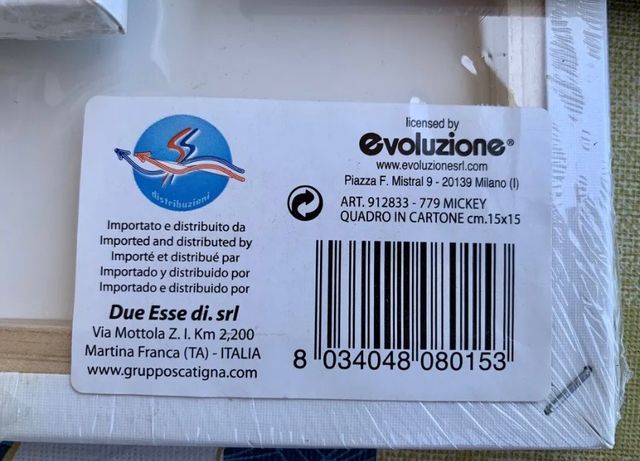 distribuzioni
Importato e distribuito da
Imported and distributed by
Importé et distribué par
Importado y distribuido por
Importado e distribuido por
Due Esse di. srl
Via Mottola Z. I. Km 2,200
Martina Franca (TA) - ITALIA
www.grupposcatigna.com
licensed by
evoluzione®
www.evoluzionesrl.com
Piazza F. Mistral 9 - 20139 Milano (I)
ART. 912833 - 779 MICKEY
QUADRO IN CARTONE cm.15x15
8 034048 080153